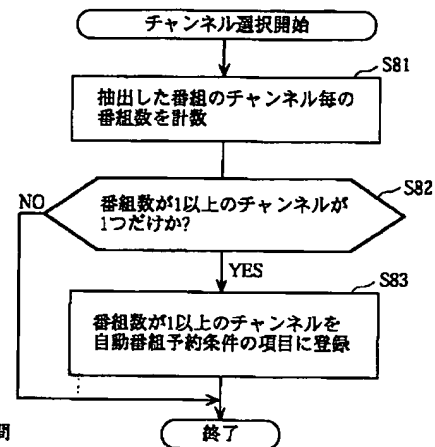 チャンネル選択開始
S81
抽出した番組のチャンネル毎の
番組数を計数
S82
NO
番組数が1以上のチャンネルが
1つだけか?
YES
S83
番組数が1以上のチャンネルを
自動番組予約条件の項目に登録
間
終了